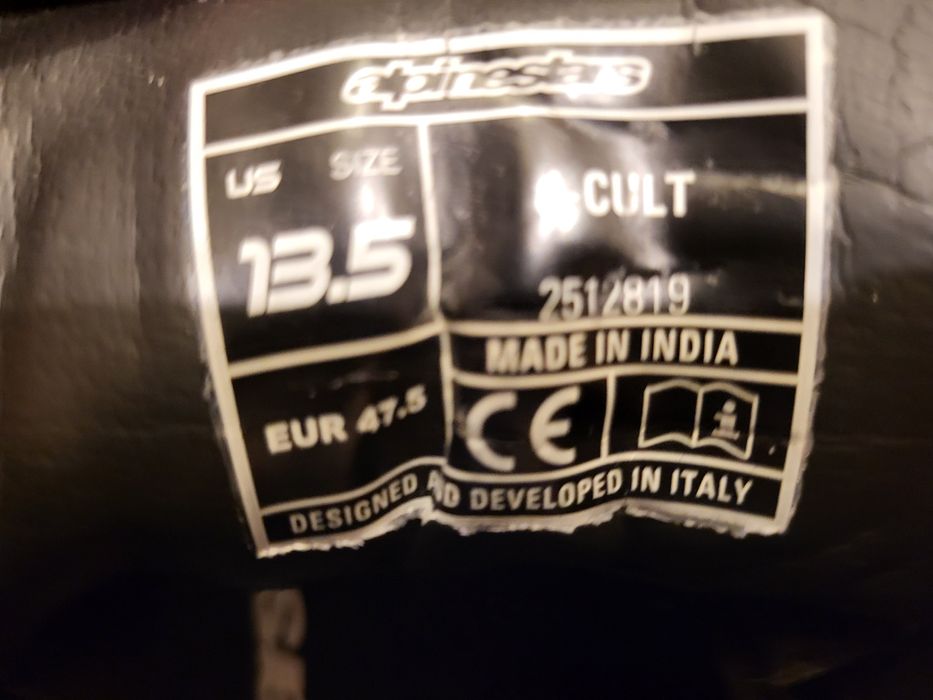 alpinestars
US SIZE
13.5
CULT
2512819
MADE IN INDIA
EUR 47.5
CE
DESIGNED AND DEVELOPED IN ITALY